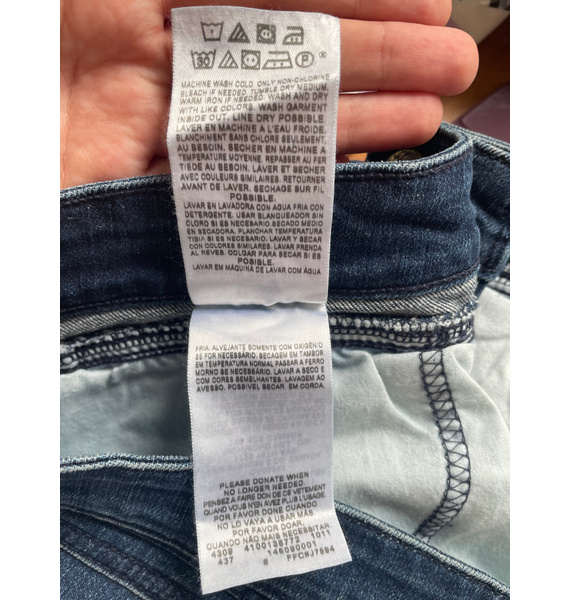 MACHINE WASH COLD. ONLY NON-CHLORINE
BLEACH IF NEEDED. TUMBLE DRY MEDIUM.
WARM IRON IF NEEDED. WASH AND DRY
WITH LIKE COLORS. WASH GARMENT
INSIDE OUT. LINE DRY POSSIBLE.
LAVER EN MACHINE A L'EAU FROIDE.
BLANCHIMENT SANS CHLORE SEULEMENT,
AU BESOIN. SECHER EN MACHINE A
TEMPERATURE MOYENNE. REPASSER AU FER
TIEDE AU BESOIN. LAVER ET SECHER
AVEC COULEURS SIMILAIRES. RETOURNER
AVANT DE LAVER. SECHAGE SUR FIL
POSSIBLE.
LAVAR EN LAVADORA CON AGUA FRIA CON
DETERGENTE. USAR BLANQUEADOR SIN
CLORO SI ES NECESARIO. SECADO MEDIO
EN SECADORA. PLANCHAR TEMPERATURA
TIBIA SI ES NECESARIO. LAVAR Y SECAR
CON COLORES SIMILARES. LAVAR PRENDA
AL REVES. COLGAR PARA SECAR SI ES
POSIBLE.
LAVAR EM MÁQUINA DE LAVAR COM ÁGUA
FRIA. ALVEJANTE SOMENTE COM OXIGÊNIO
SE FOR NECESSÁRIO. SECAGEM EM TAMBOR
EM TEMPERATURA NORMAL PASSAR A FERRO
MORNO SE NECESSÁRIO. LAVAR A SECO E
COM CORES SEMELHANTES. LAVAGEM AO
AVESSO. POSSÍVEL SECAR EM CORDA.
PLEASE DONATE WHEN
NO LONGER NEEDED.
PENSEZ A FAIRE DON DE CE VÊTEMENT
QUAND VOUS N'EN AVEZ PLUS L'USAGE.
POR FAVOR DONE CUANDO
NO LO VAYA A USAR MAS.
POR FAVOR DOAR.
QUANDO NÃO MAIS NECESSITAR.
4309 4100135772 1011
437 146090001
6 FFC9J7694